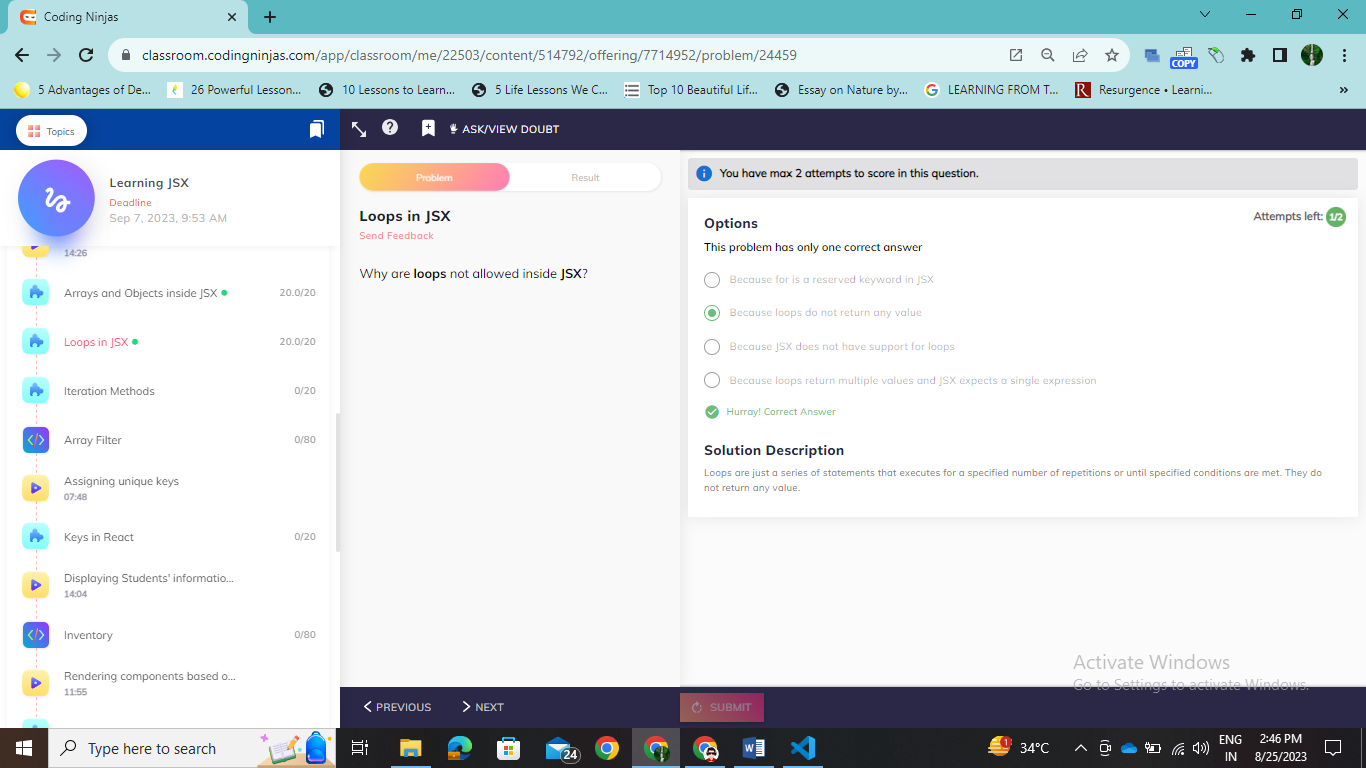 Coding Ninjas
classroom.codingninjas.com/app/classroom/me/22503/content/514792/offering/7714952/problem/24459
COPY
5 Advantages of De...
26 Powerful Lesson...
10 Lessons to Learn...
5 Life Lessons We C...
Top 10 Beautiful Lif...
Essay on Nature by...
LEARNING FROM T...
Resurgence • Learni...
Topics
ASK/VIEW DOUBT
Learning JSX
Deadline
Sep 7, 2023, 9:53 AM
14:26
Arrays and Objects inside JSX 20.0/20
Loops in JSX 20.0/20
Iteration Methods 0/20
Array Filter 0/80
Assigning unique keys
07:48
Keys in React 0/20
Displaying Students' informatio...
14:04
Inventory 0/80
Rendering components based o...
11:55
Problem
Result
Loops in JSX
Send Feedback
Why are loops not allowed inside JSX?
You have max 2 attempts to score in this question.
Options
Attempts left: 1/2
This problem has only one correct answer
Because for is a reserved keyword in JSX
Because loops do not return any value
Because JSX does not have support for loops
Because loops return multiple values and JSX expects a single expression
Hurray! Correct Answer
Solution Description
Loops are just a series of statements that executes for a specified number of repetitions or until specified conditions are met. They do
not return any value.
Activate Windows
Go to Settings to activate Windows.
PREVIOUS
NEXT
SUBMIT
Type here to search
24
1
34°C
ENG
IN
2:46 PM
8/25/2023